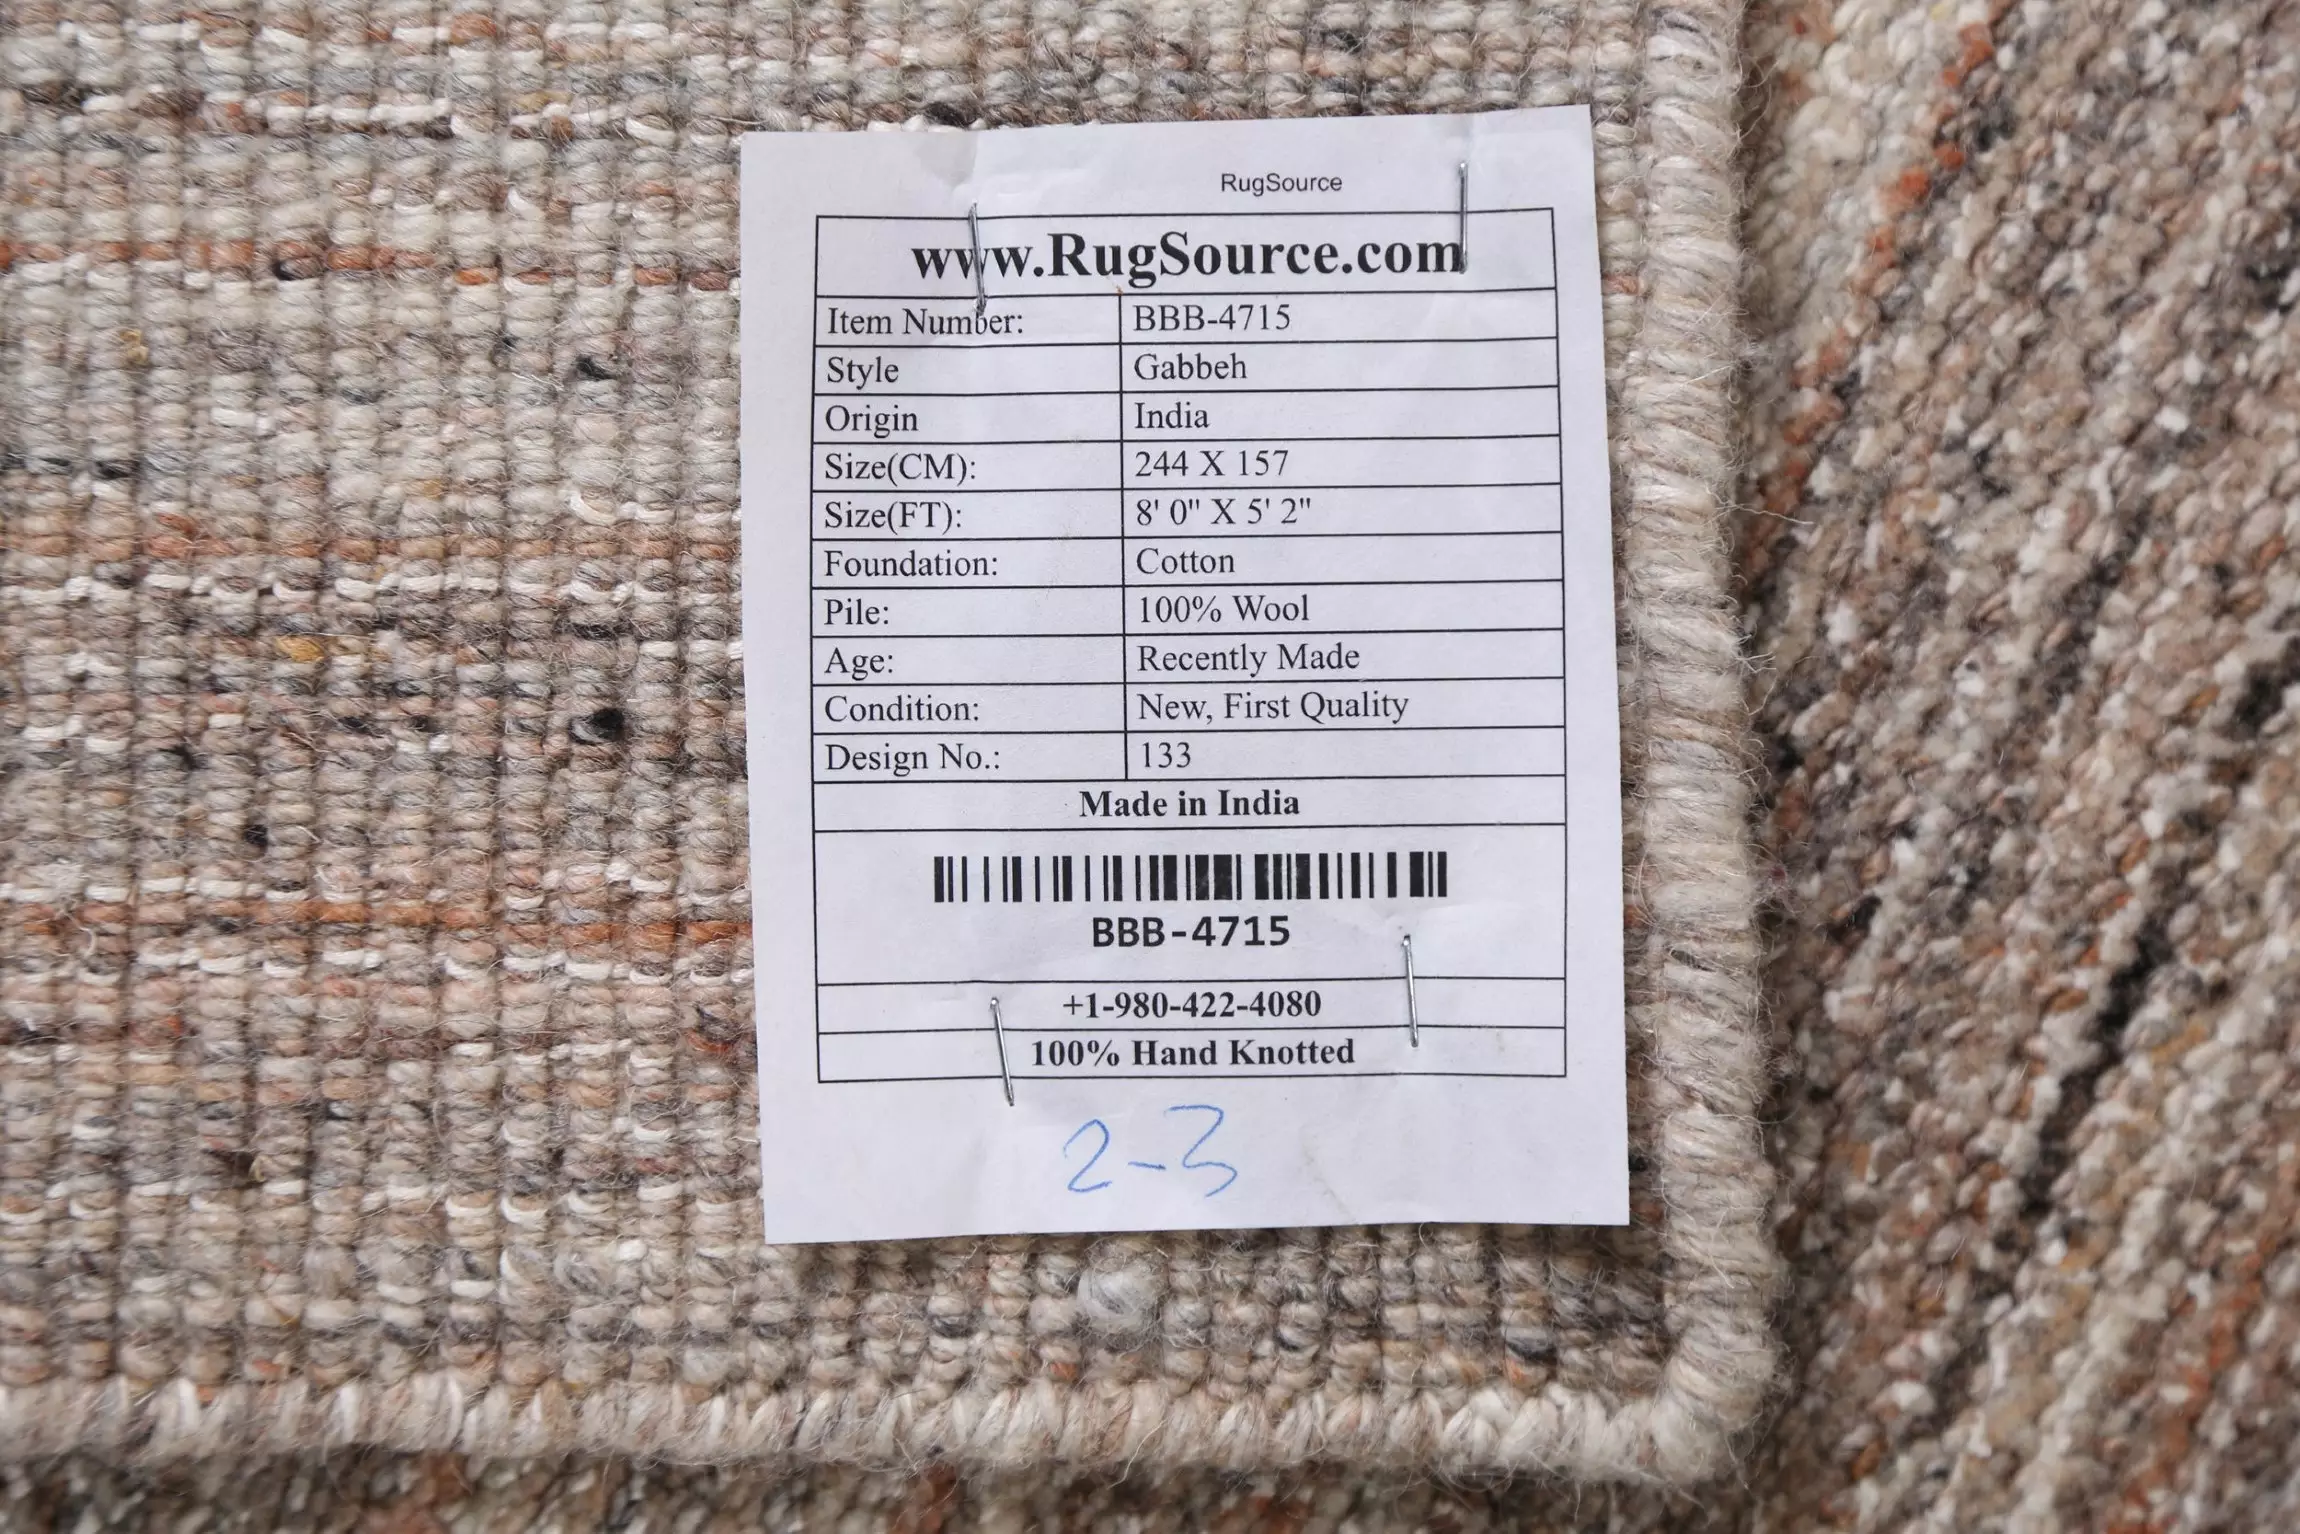 RugSource
www.RugSource.com
Item Number: BBB-4715
Style Gabbeh
Origin India
Size(CM): 244 X 157
Size(FT): 8' 0" X 5' 2"
Foundation: Cotton
Pile: 100% Wool
Age: Recently Made
Condition: New, First Quality
Design No.: 133
Made in India
BBB-4715
+1-980-422-4080
100% Hand Knotted
2-3